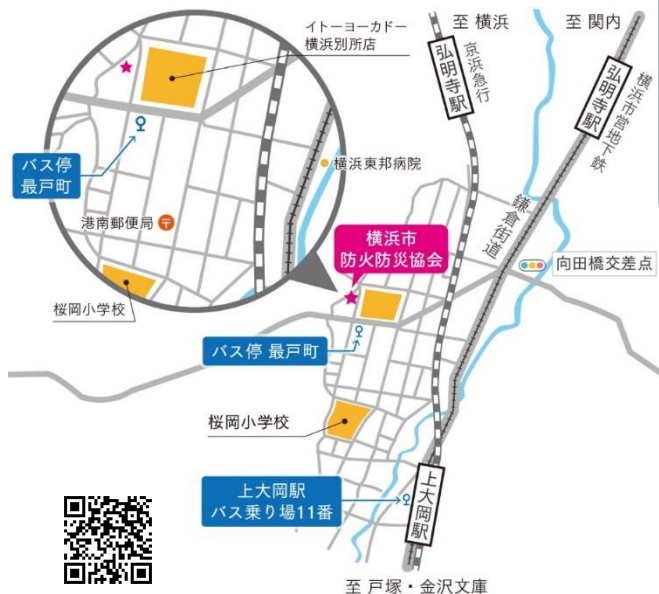 イトーヨーカドー
横浜別所店
至 横浜
至 関内
弘明寺駅
京浜急行
弘明寺駅
横浜市営地下鉄
バス停
最戸町
横浜東邦病院
鎌倉街道
港南郵便局
〒
横浜市
防火防災協会
向田橋交差点
桜岡小学校
バス停 最戸町
桜岡小学校
上大岡駅
バス乗り場11番
上大岡駅
至 戸塚・金沢文庫